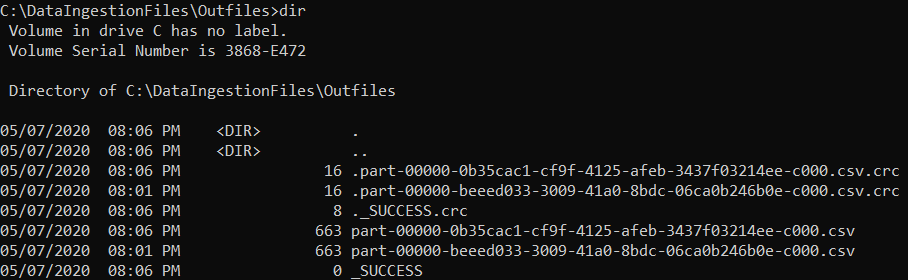 C:\DataIngestionFiles\Outfiles>dir
 Volume in drive C has no label.
 Volume Serial Number is 3868-E472

 Directory of C:\DataIngestionFiles\Outfiles

05/07/2020  08:06 PM    <DIR>          .
05/07/2020  08:06 PM    <DIR>          ..
05/07/2020  08:06 PM                16 .part-00000-0b35cac1-cf9f-4125-afeb-3437f03214ee-c000.csv.crc
05/07/2020  08:01 PM                16 .part-00000-beeed033-3009-41a0-8bdc-06ca0b246b0e-c000.csv.crc
05/07/2020  08:06 PM                 8 ._SUCCESS.crc
05/07/2020  08:06 PM               663 part-00000-0b35cac1-cf9f-4125-afeb-3437f03214ee-c000.csv
05/07/2020  08:01 PM               663 part-00000-beeed033-3009-41a0-8bdc-06ca0b246b0e-c000.csv
05/07/2020  08:06 PM                 0 _SUCCESS